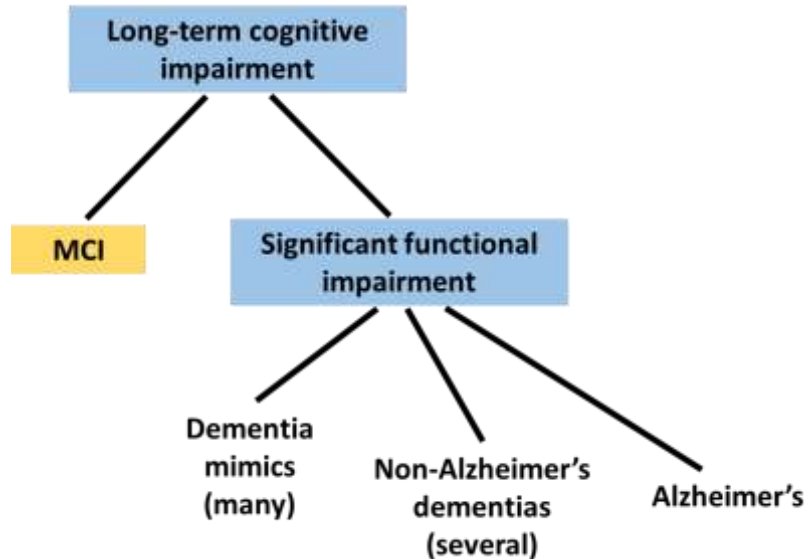 Long-term cognitive
impairment
MCI
Significant functional
impairment
Dementia
mimics
(many)
Non-Alzheimer’s
dementias
(several)
Alzheimer’s